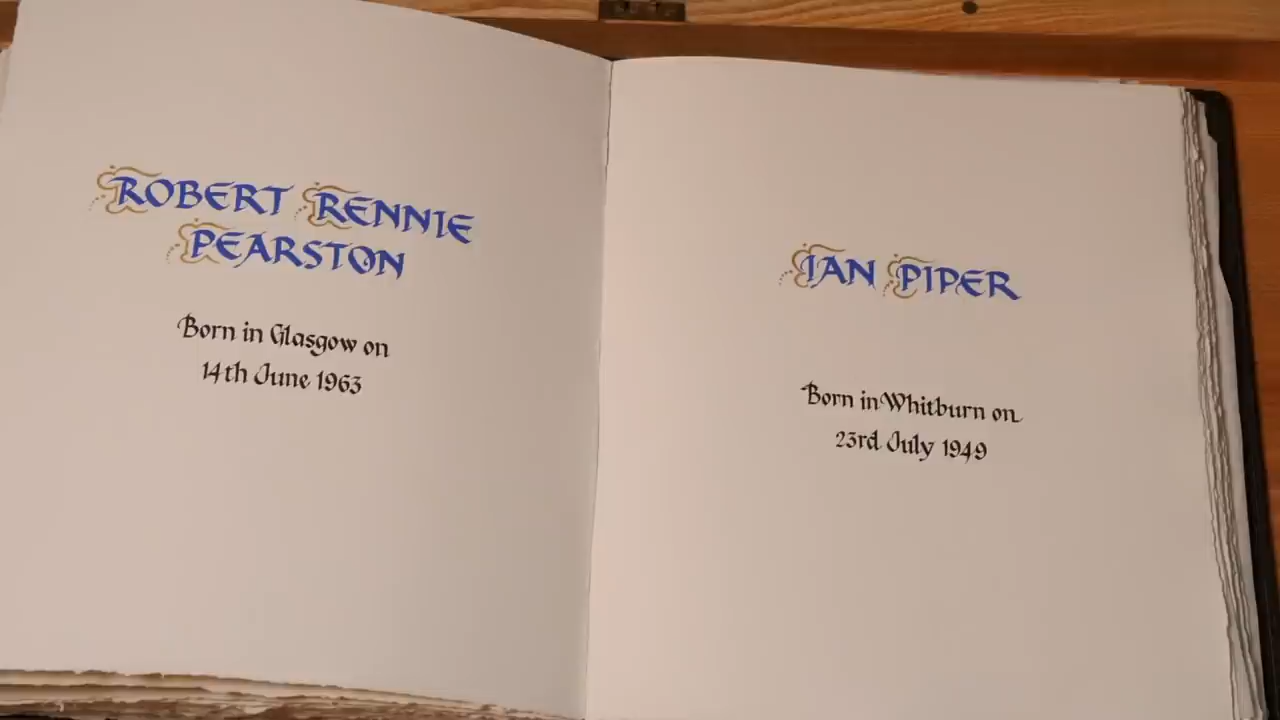 ROBERT RENNIE
PEARSTON
Born in Glasgow on
14th June 1963
IAN PIPER
Born in Whitburn on
23rd July 1949